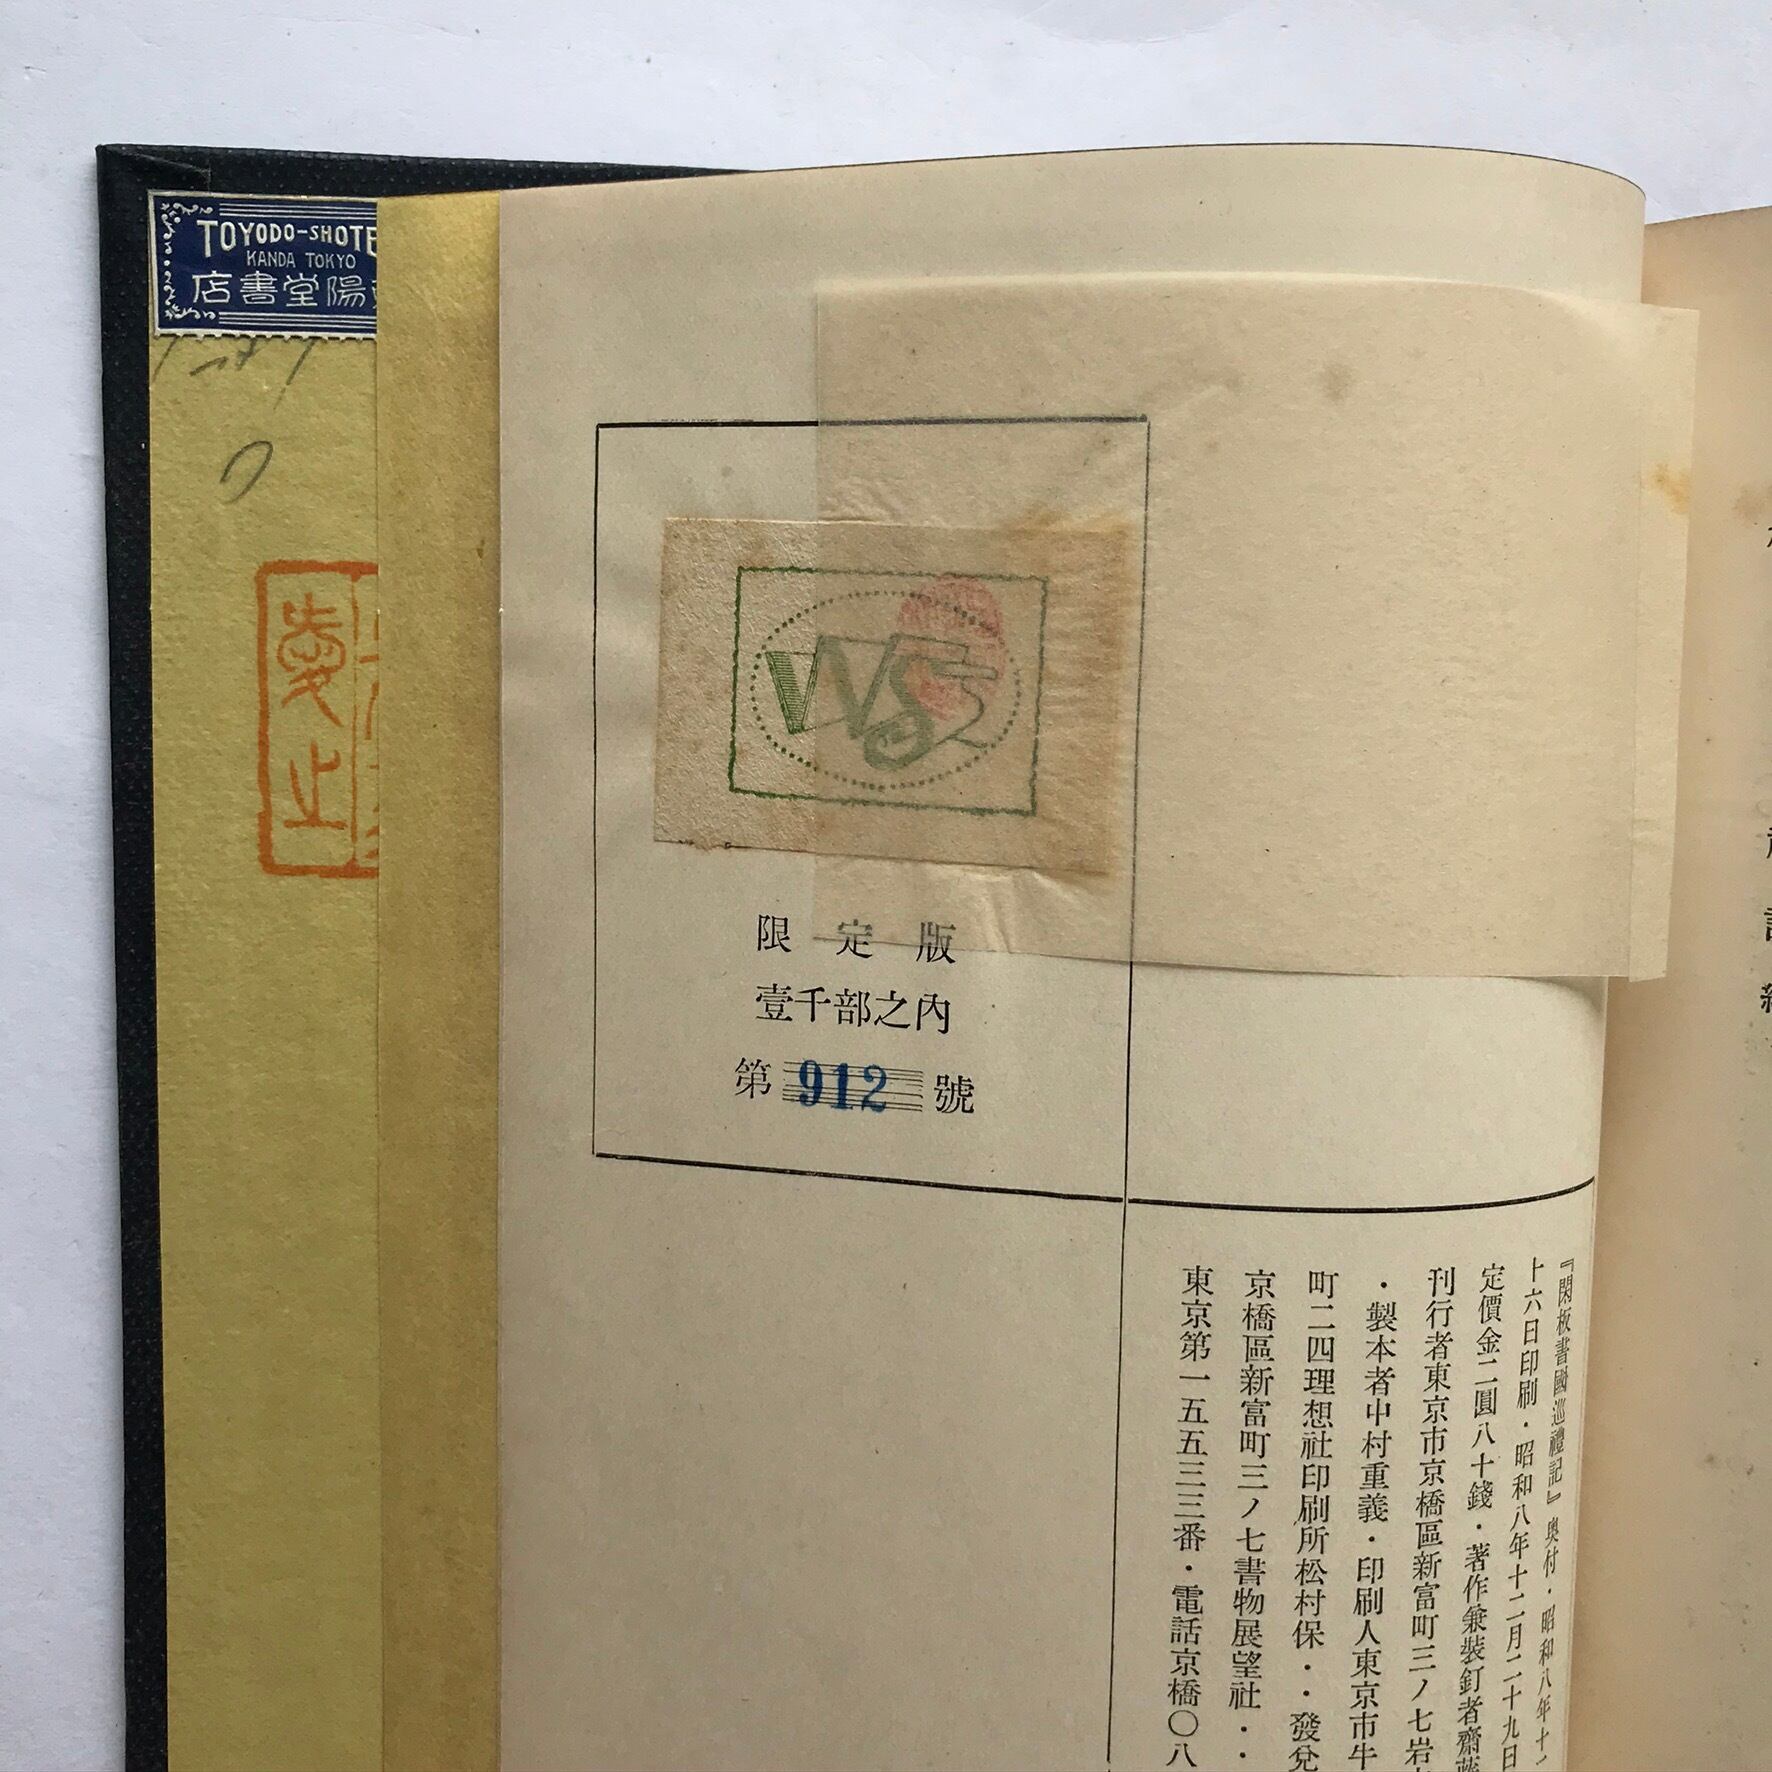 TOYODO-SHOTE
KANDA TOKYO
店書堂陽
愛止
限定版
壹千部之内
第 912 號
『閑板書國巡禮記』奥村・昭和八年十二
十六日印刷・昭和八年十二月二十九日
定價金二圓八十錢・著作兼裝釘者齋藤
刊行者東京市京橋區新富町三ノ七岩
・製本者中村重義・印刷人東京市牛
町二四理想社印刷所松村保・・發兌
京橋區新富町三ノ七書物展望社・・
東京第一五五三三番・電話京橋〇八